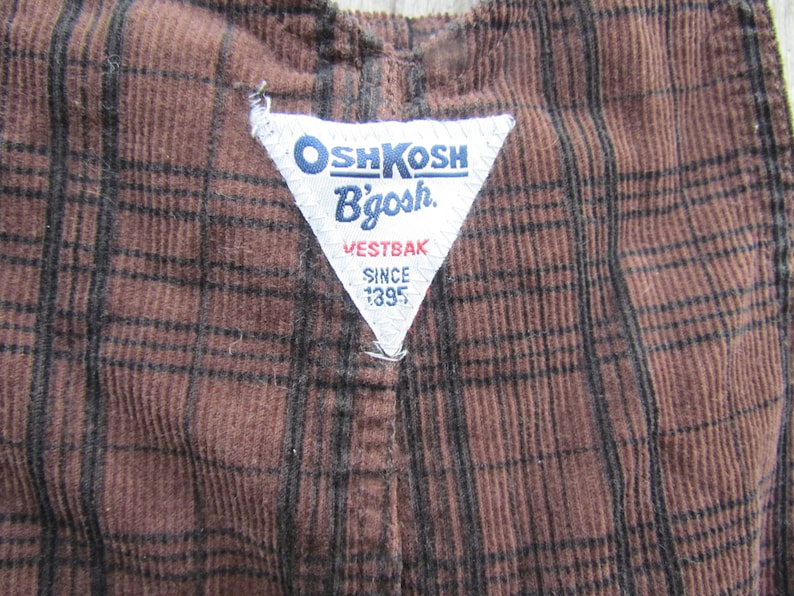 OSHKOSH
B'gosh.
VESTBAK
SINCE
1895